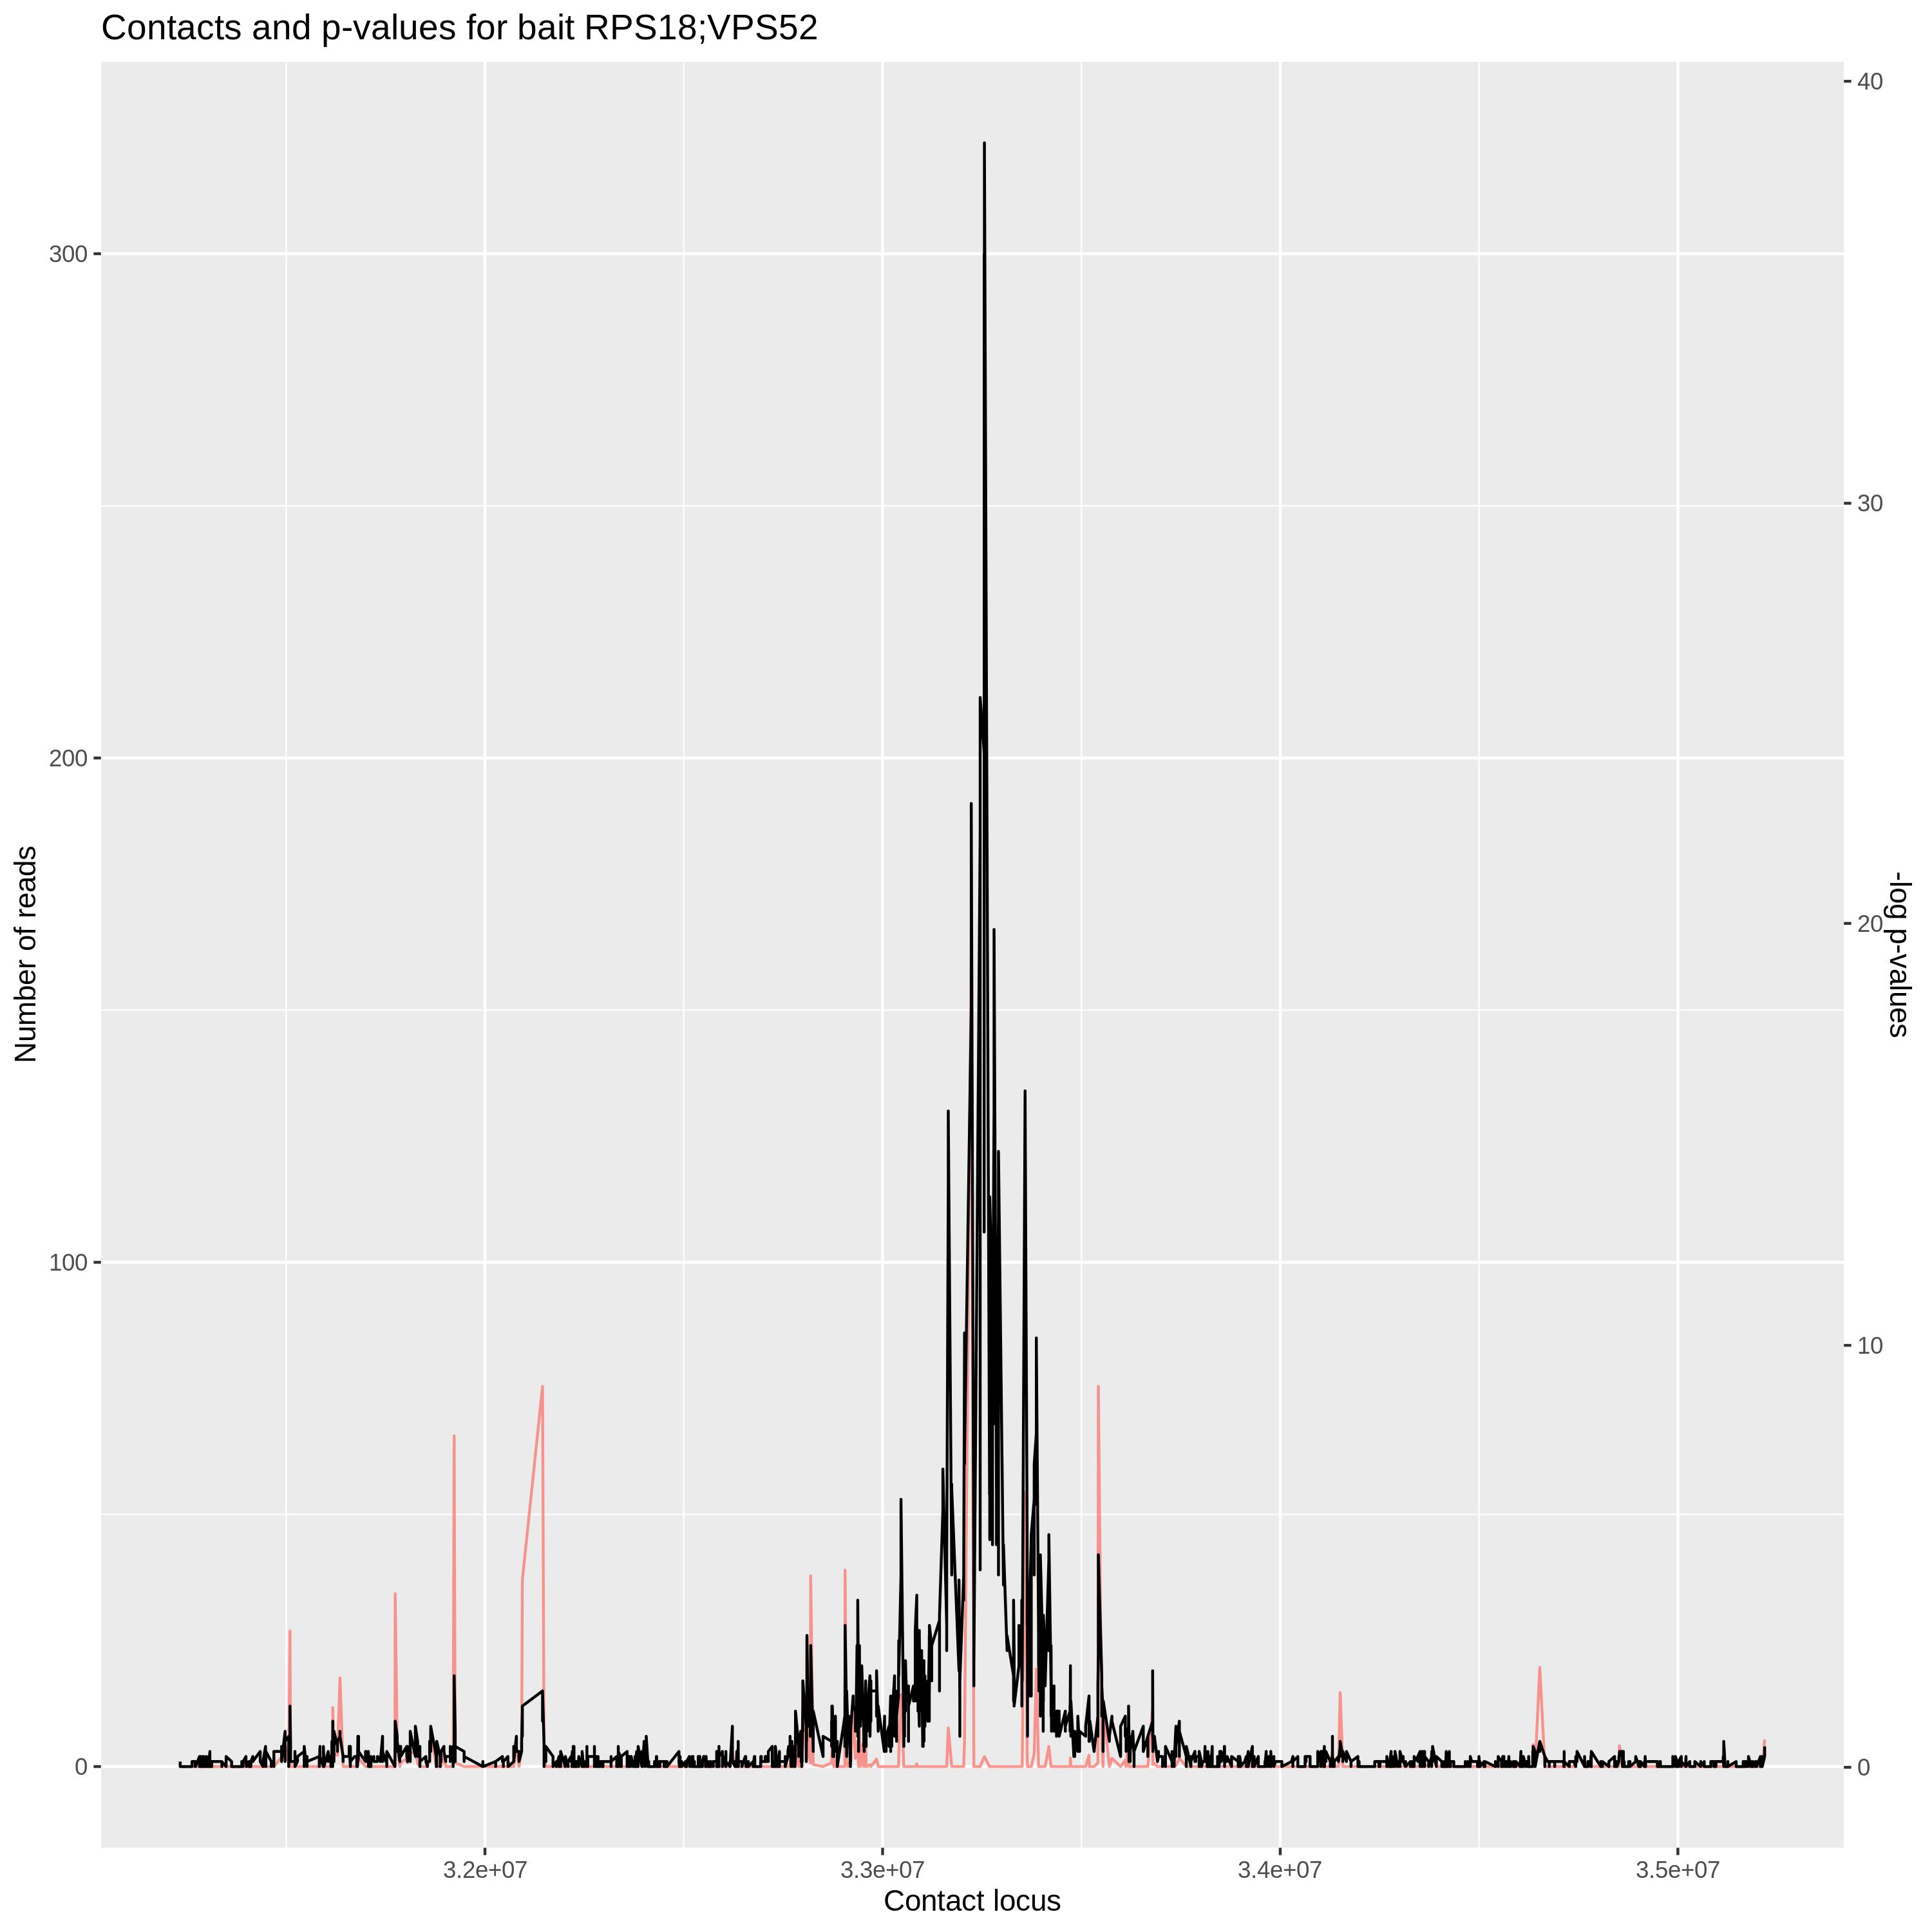 Contacts and p-values for bait RPS18;VPS52
300
200
100
0
Number of reads
40
30
20
10
0
-log p-values
3.2e+07
3.3e+07
3.4e+07
3.5e+07
Contact locus